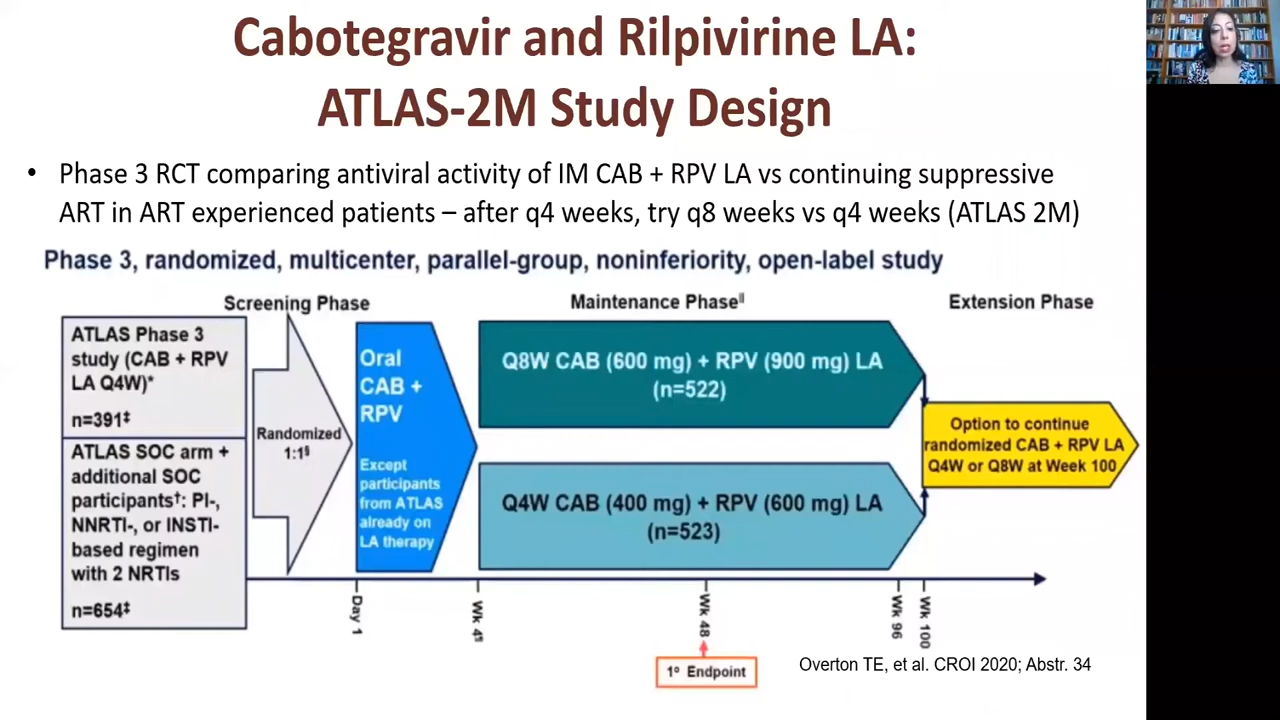 Cabotegravir and Rilpivirine LA:
ATLAS-2M Study Design
• Phase 3 RCT comparing antiviral activity of IM CAB + RPV LA vs continuing suppressive
ART in ART experienced patients – after q4 weeks, try q8 weeks vs q4 weeks (ATLAS 2M)
Phase 3, randomized, multicenter, parallel-group, noninferiority, open-label study
Screening Phase
Maintenance Phase‖
Extension Phase
ATLAS Phase 3
study (CAB + RPV
LA Q4W)*
n=391‡
ATLAS SOC arm +
additional SOC
participants†: PI-,
NNRTI-, or INSTI-
based regimen
with 2 NRTIs
n=654‡
Randomized
1:1§
Oral
CAB +
RPV
Except
participants
from ATLAS
already on
LA therapy
Q8W CAB (600 mg) + RPV (900 mg) LA
(n=522)
Q4W CAB (400 mg) + RPV (600 mg) LA
(n=523)
Option to continue
randomized CAB + RPV LA
Q4W or Q8W at Week 100
Day 1
Wk 4¶
Wk 48
Wk 96
Wk 100
1° Endpoint
Overton TE, et al. CROI 2020; Abstr. 34